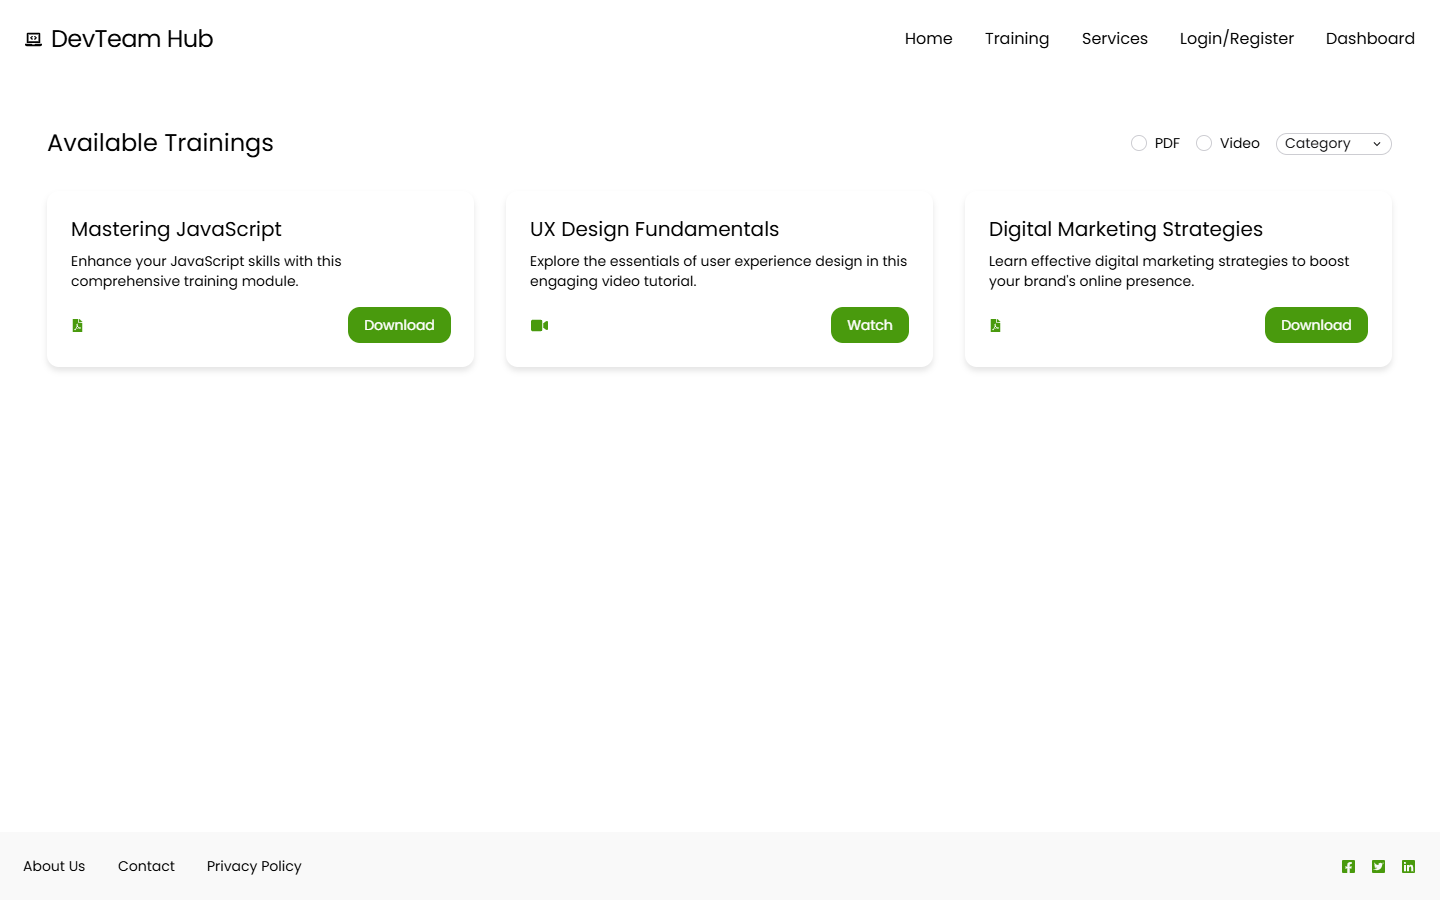 DevTeam Hub
Home Training Services Login/Register Dashboard
Available Trainings
PDF Video Category
Mastering JavaScript
Enhance your JavaScript skills with this
comprehensive training module.
Download
UX Design Fundamentals
Explore the essentials of user experience design in this
engaging video tutorial.
Watch
Digital Marketing Strategies
Learn effective digital marketing strategies to boost
your brand's online presence.
Download
About Us Contact Privacy Policy